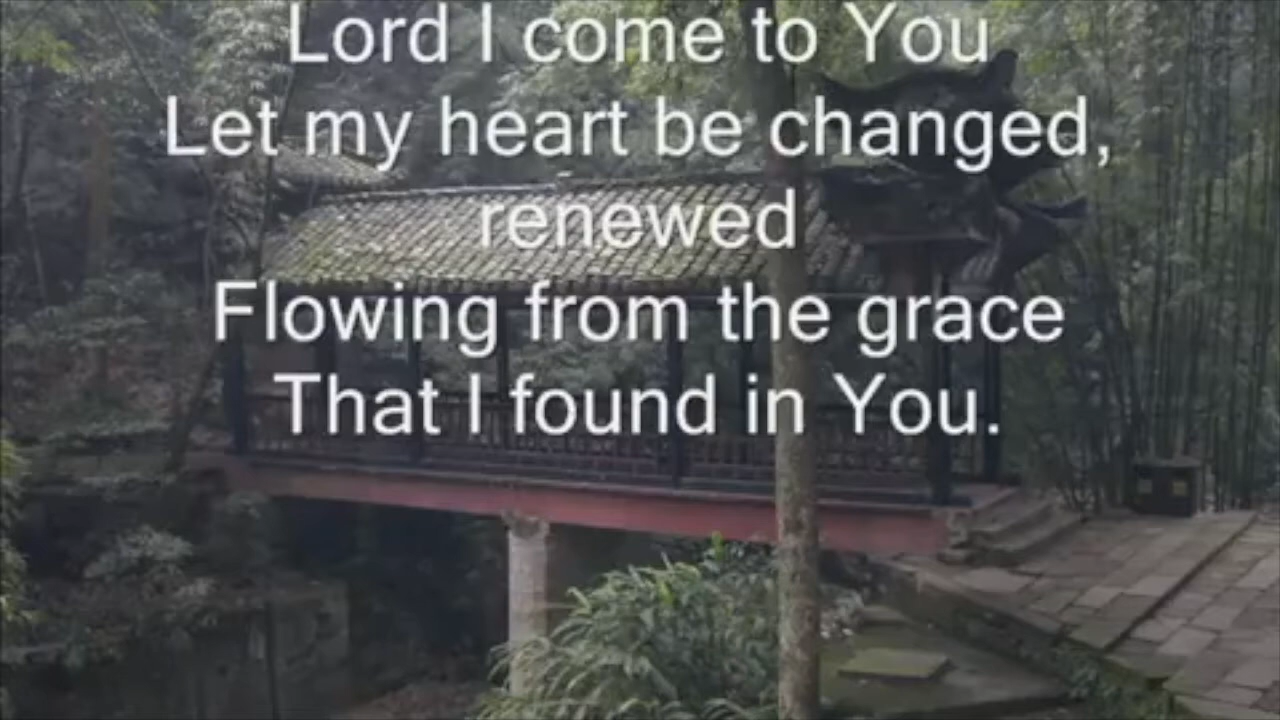 Lord I come to You
Let my heart be changed,
renewed
Flowing from the grace
That I found in You.